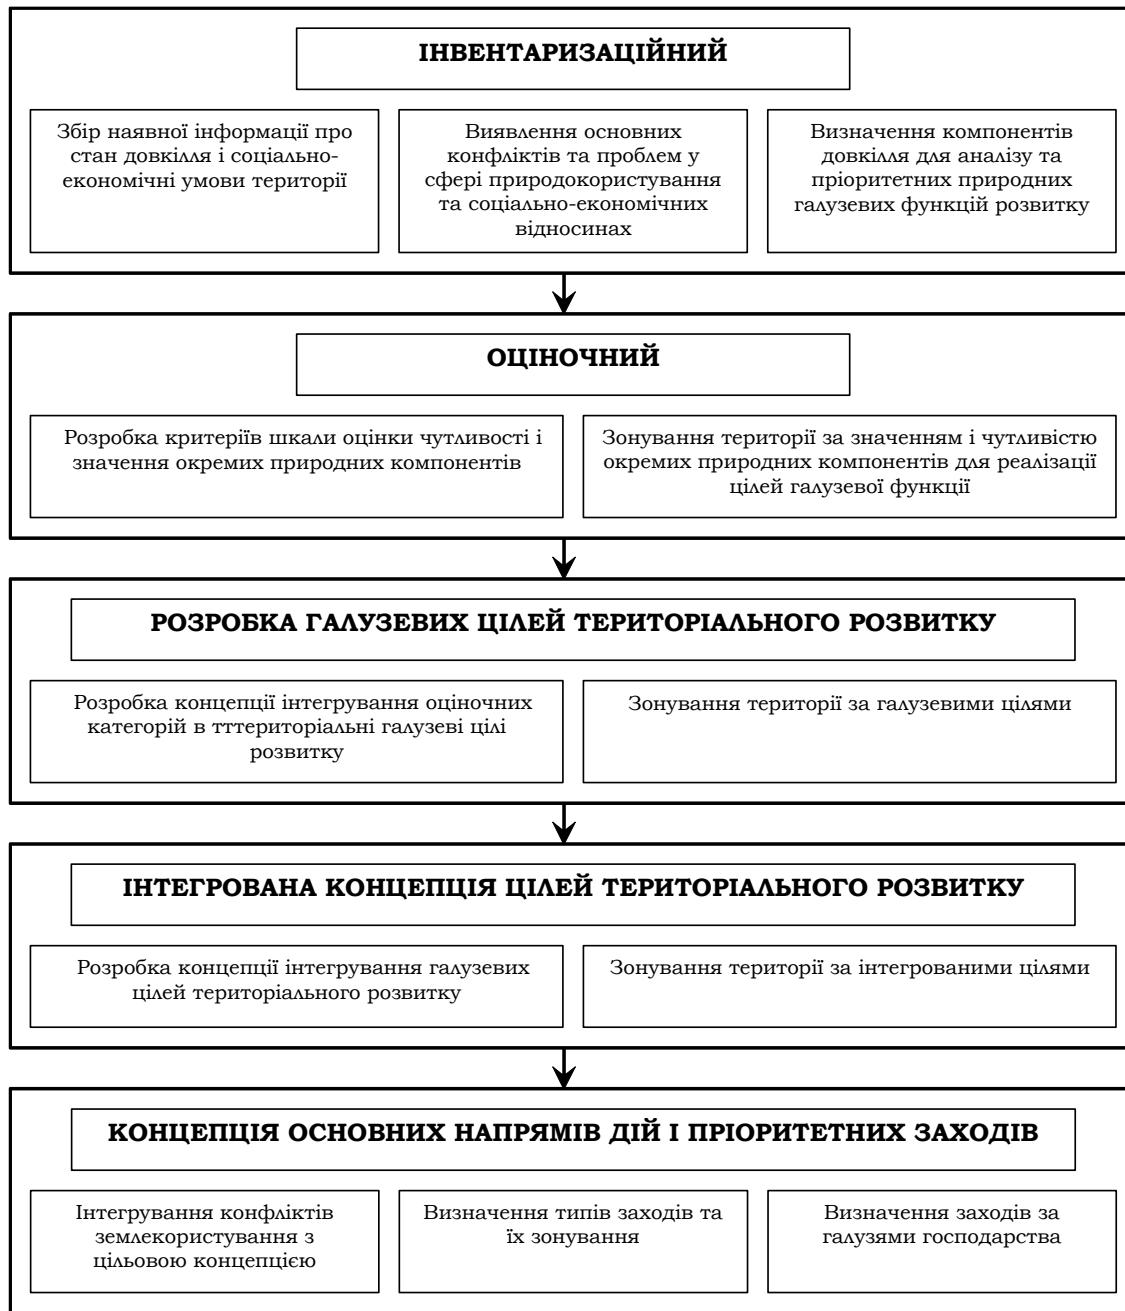 ІНВЕНТАРИЗАЦІЙНИЙ
Збір наявної інформації про
стан довкілля і соціально-
економічні умови території
Виявлення основних
конфліктів та проблем у
сфері природокористування
та соціально-економічних
відносинах
Визначення компонентів
довкілля для аналізу та
пріоритетних природних
галузевих функцій розвитку
ОЦІНОЧНИЙ
Розробка критеріїв шкали оцінки чутливості і
значення окремих природних компонентів
Зонування території за значенням і чутливістю
окремих природних компонентів для реалізації
цілей галузевої функції
РОЗРОБКА ГАЛУЗЕВИХ ЦІЛЕЙ ТЕРИТОРІАЛЬНОГО РОЗВИТКУ
Розробка концепції інтегрування оціночних
категорій в тттериторіальні галузеві цілі
розвитку
Зонування території за галузевими цілями
ІНТЕГРОВАНА КОНЦЕПЦІЯ ЦІЛЕЙ ТЕРИТОРІАЛЬНОГО РОЗВИТКУ
Розробка концепції інтегрування галузевих
цілей територіального розвитку
Зонування території за інтегрованими цілями
КОНЦЕПЦІЯ ОСНОВНИХ НАПРЯМІВ ДІЙ І ПРІОРИТЕТНИХ ЗАХОДІВ
Інтегрування конфліктів
землекористування з
цільовою концепцією
Визначення типів заходів та
їх зонування
Визначення заходів за
галузями господарства